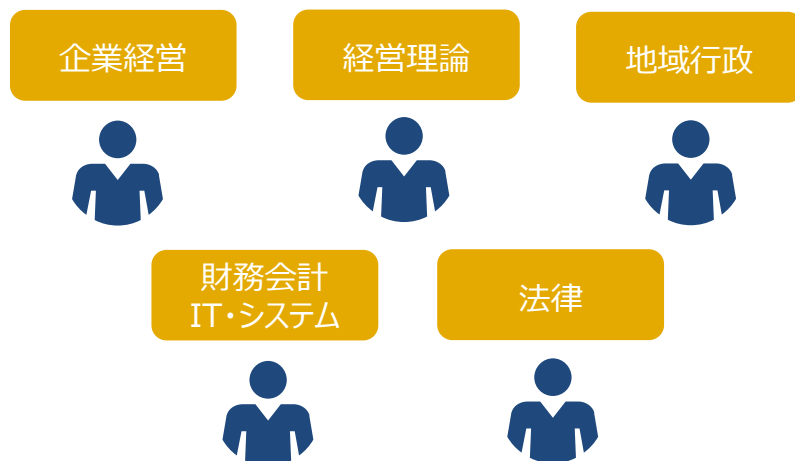 企業経営
経営理論
地域行政
財務会計
IT・システム
法律